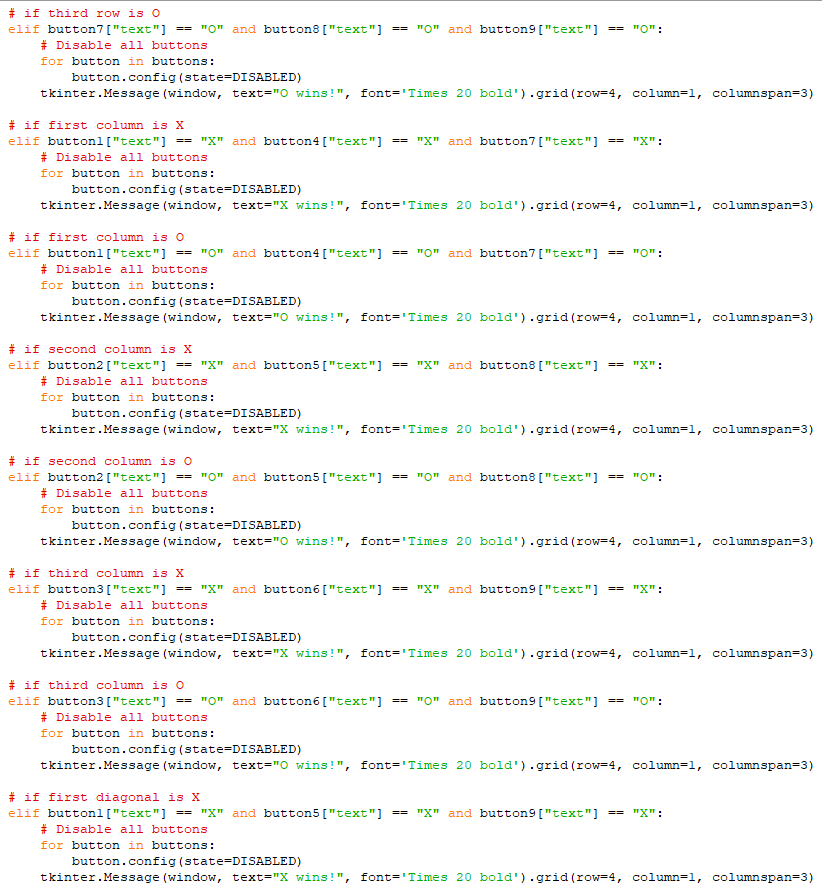 # if third row is O
elif button7["text"] == "O" and button8["text"] == "O" and button9["text"] == "O":
    # Disable all buttons
    for button in buttons:
        button.config(state=DISABLED)
    tkinter.Message(window, text="O wins!", font='Times 20 bold').grid(row=4, column=1, columnspan=3)

# if first column is X
elif button1["text"] == "X" and button4["text"] == "X" and button7["text"] == "X":
    # Disable all buttons
    for button in buttons:
        button.config(state=DISABLED)
    tkinter.Message(window, text="X wins!", font='Times 20 bold').grid(row=4, column=1, columnspan=3)

# if first column is O
elif button1["text"] == "O" and button4["text"] == "O" and button7["text"] == "O":
    # Disable all buttons
    for button in buttons:
        button.config(state=DISABLED)
    tkinter.Message(window, text="O wins!", font='Times 20 bold').grid(row=4, column=1, columnspan=3)

# if second column is X
elif button2["text"] == "X" and button5["text"] == "X" and button8["text"] == "X":
    # Disable all buttons
    for button in buttons:
        button.config(state=DISABLED)
    tkinter.Message(window, text="X wins!", font='Times 20 bold').grid(row=4, column=1, columnspan=3)

# if second column is O
elif button2["text"] == "O" and button5["text"] == "O" and button8["text"] == "O":
    # Disable all buttons
    for button in buttons:
        button.config(state=DISABLED)
    tkinter.Message(window, text="O wins!", font='Times 20 bold').grid(row=4, column=1, columnspan=3)

# if third column is X
elif button3["text"] == "X" and button6["text"] == "X" and button9["text"] == "X":
    # Disable all buttons
    for button in buttons:
        button.config(state=DISABLED)
    tkinter.Message(window, text="X wins!", font='Times 20 bold').grid(row=4, column=1, columnspan=3)

# if third column is O
elif button3["text"] == "O" and button6["text"] == "O" and button9["text"] == "O":
    # Disable all buttons
    for button in buttons:
        button.config(state=DISABLED)
    tkinter.Message(window, text="O wins!", font='Times 20 bold').grid(row=4, column=1, columnspan=3)

# if first diagonal is X
elif button1["text"] == "X" and button5["text"] == "X" and button9["text"] == "X":
    # Disable all buttons
    for button in buttons:
        button.config(state=DISABLED)
    tkinter.Message(window, text="X wins!", font='Times 20 bold').grid(row=4, column=1, columnspan=3)